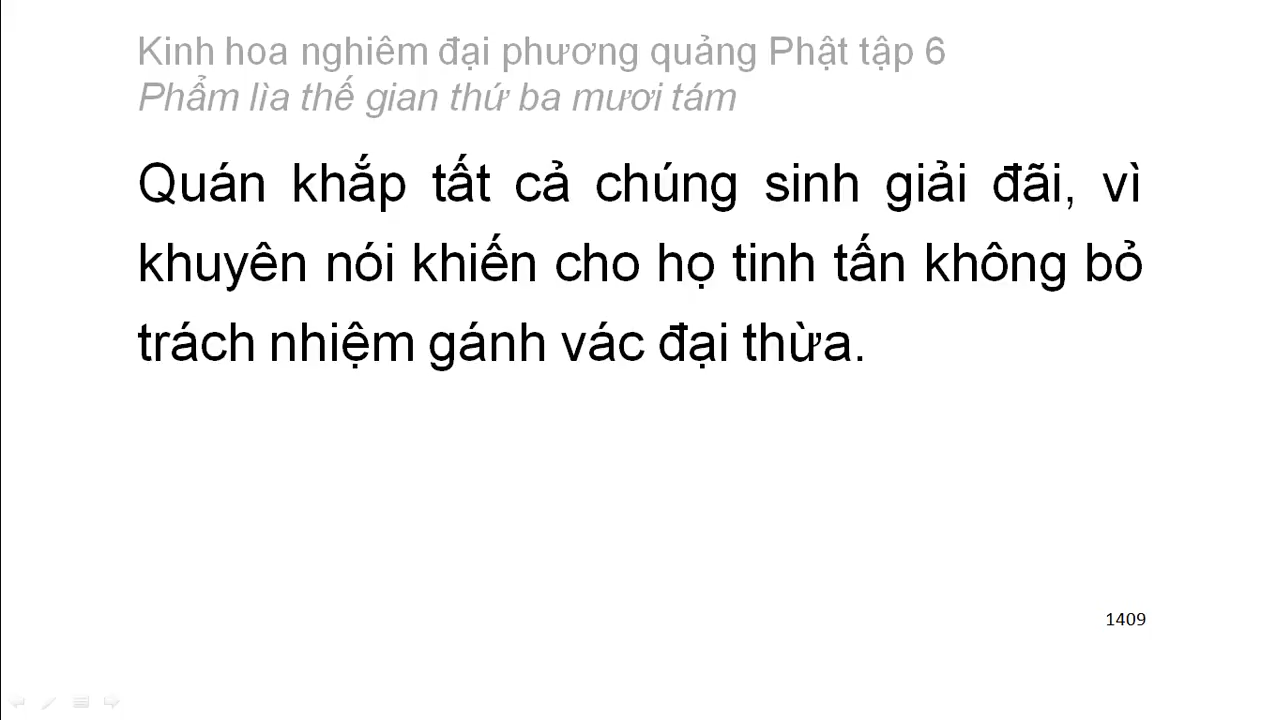 Kinh hoa nghiêm đại phương quảng Phật tập 6
Phẩm lìa thế gian thứ ba mươi tám
Quán khắp tất cả chúng sinh giải đãi, vì
khuyên nói khiến cho họ tinh tấn không bỏ
trách nhiệm gánh vác đại thừa.
1409